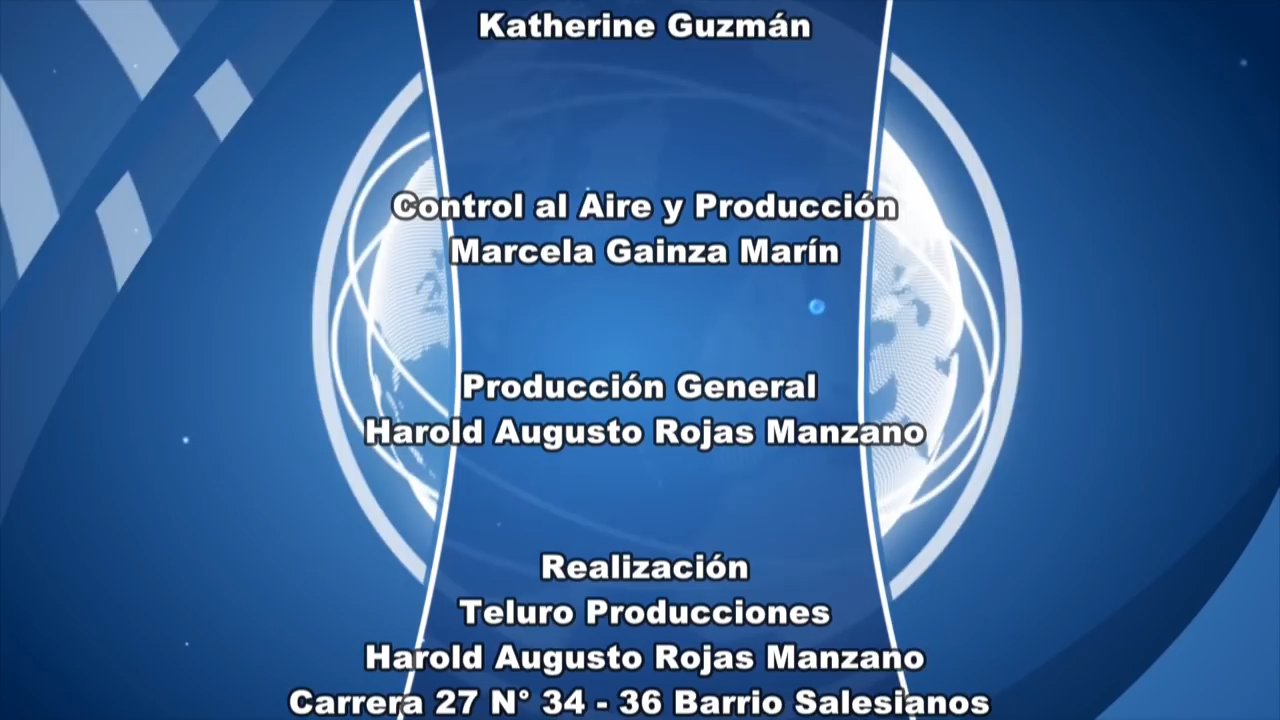 Katherine Guzmán
Control al Aire y Producción
Marcela Gainza Marín
Producción General
Harold Augusto Rojas Manzano
Realización
Teluro Producciones
Harold Augusto Rojas Manzano
Carrera 27 N° 34 - 36 Barrio Salesianos